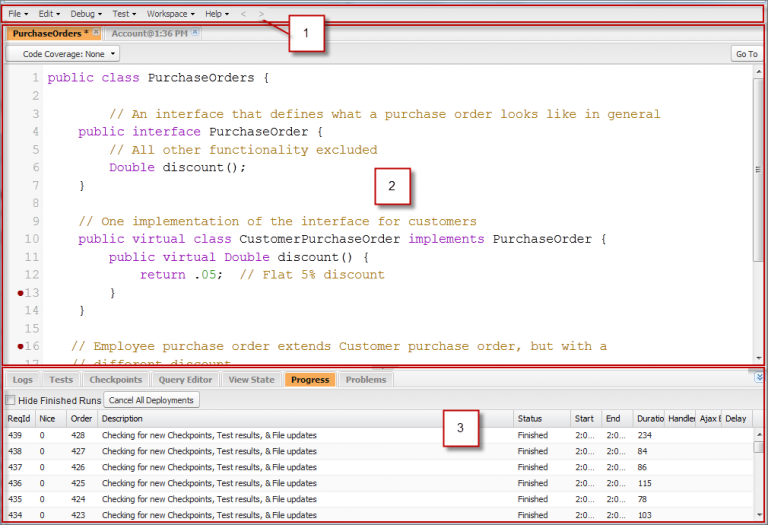 File Edit Debug Test Workspace Help < >
1
PurchaseOrders * Account@1:36 PM
Code Coverage: None Go To
1 public class PurchaseOrders {
2
3 // An interface that defines what a purchase order looks like in general
4 public interface PurchaseOrder {
5 // All other functionality excluded
6 Double discount();
7 }
2
8
9 // One implementation of the interface for customers
10 public virtual class CustomerPurchaseOrder implements PurchaseOrder {
11 public virtual Double discount() {
12 return .05; // Flat 5% discount
13 }
14 }
15
16 // Employee purchase order extends Customer purchase order, but with a
17 // different discount
Logs Tests Checkpoints Query Editor View State Progress Problems
Hide Finished Runs Cancel All Deployments
ReqId Nice Order Description Status Start End Duratio Handler Ajax E Delay
439 0 428 Checking for new Checkpoints, Test results, & File updates Finished 2:0... 2:0... 234
3
438 0 427 Checking for new Checkpoints, Test results, & File updates Finished 2:0... 2:0... 84
437 0 426 Checking for new Checkpoints, Test results, & File updates Finished 2:0... 2:0... 86
436 0 425 Checking for new Checkpoints, Test results, & File updates Finished 2:0... 2:0... 115
435 0 424 Checking for new Checkpoints, Test results, & File updates Finished 2:0... 2:0... 78
434 0 423 Checking for new Checkpoints, Test results, & File updates Finished 2:0... 2:0... 103